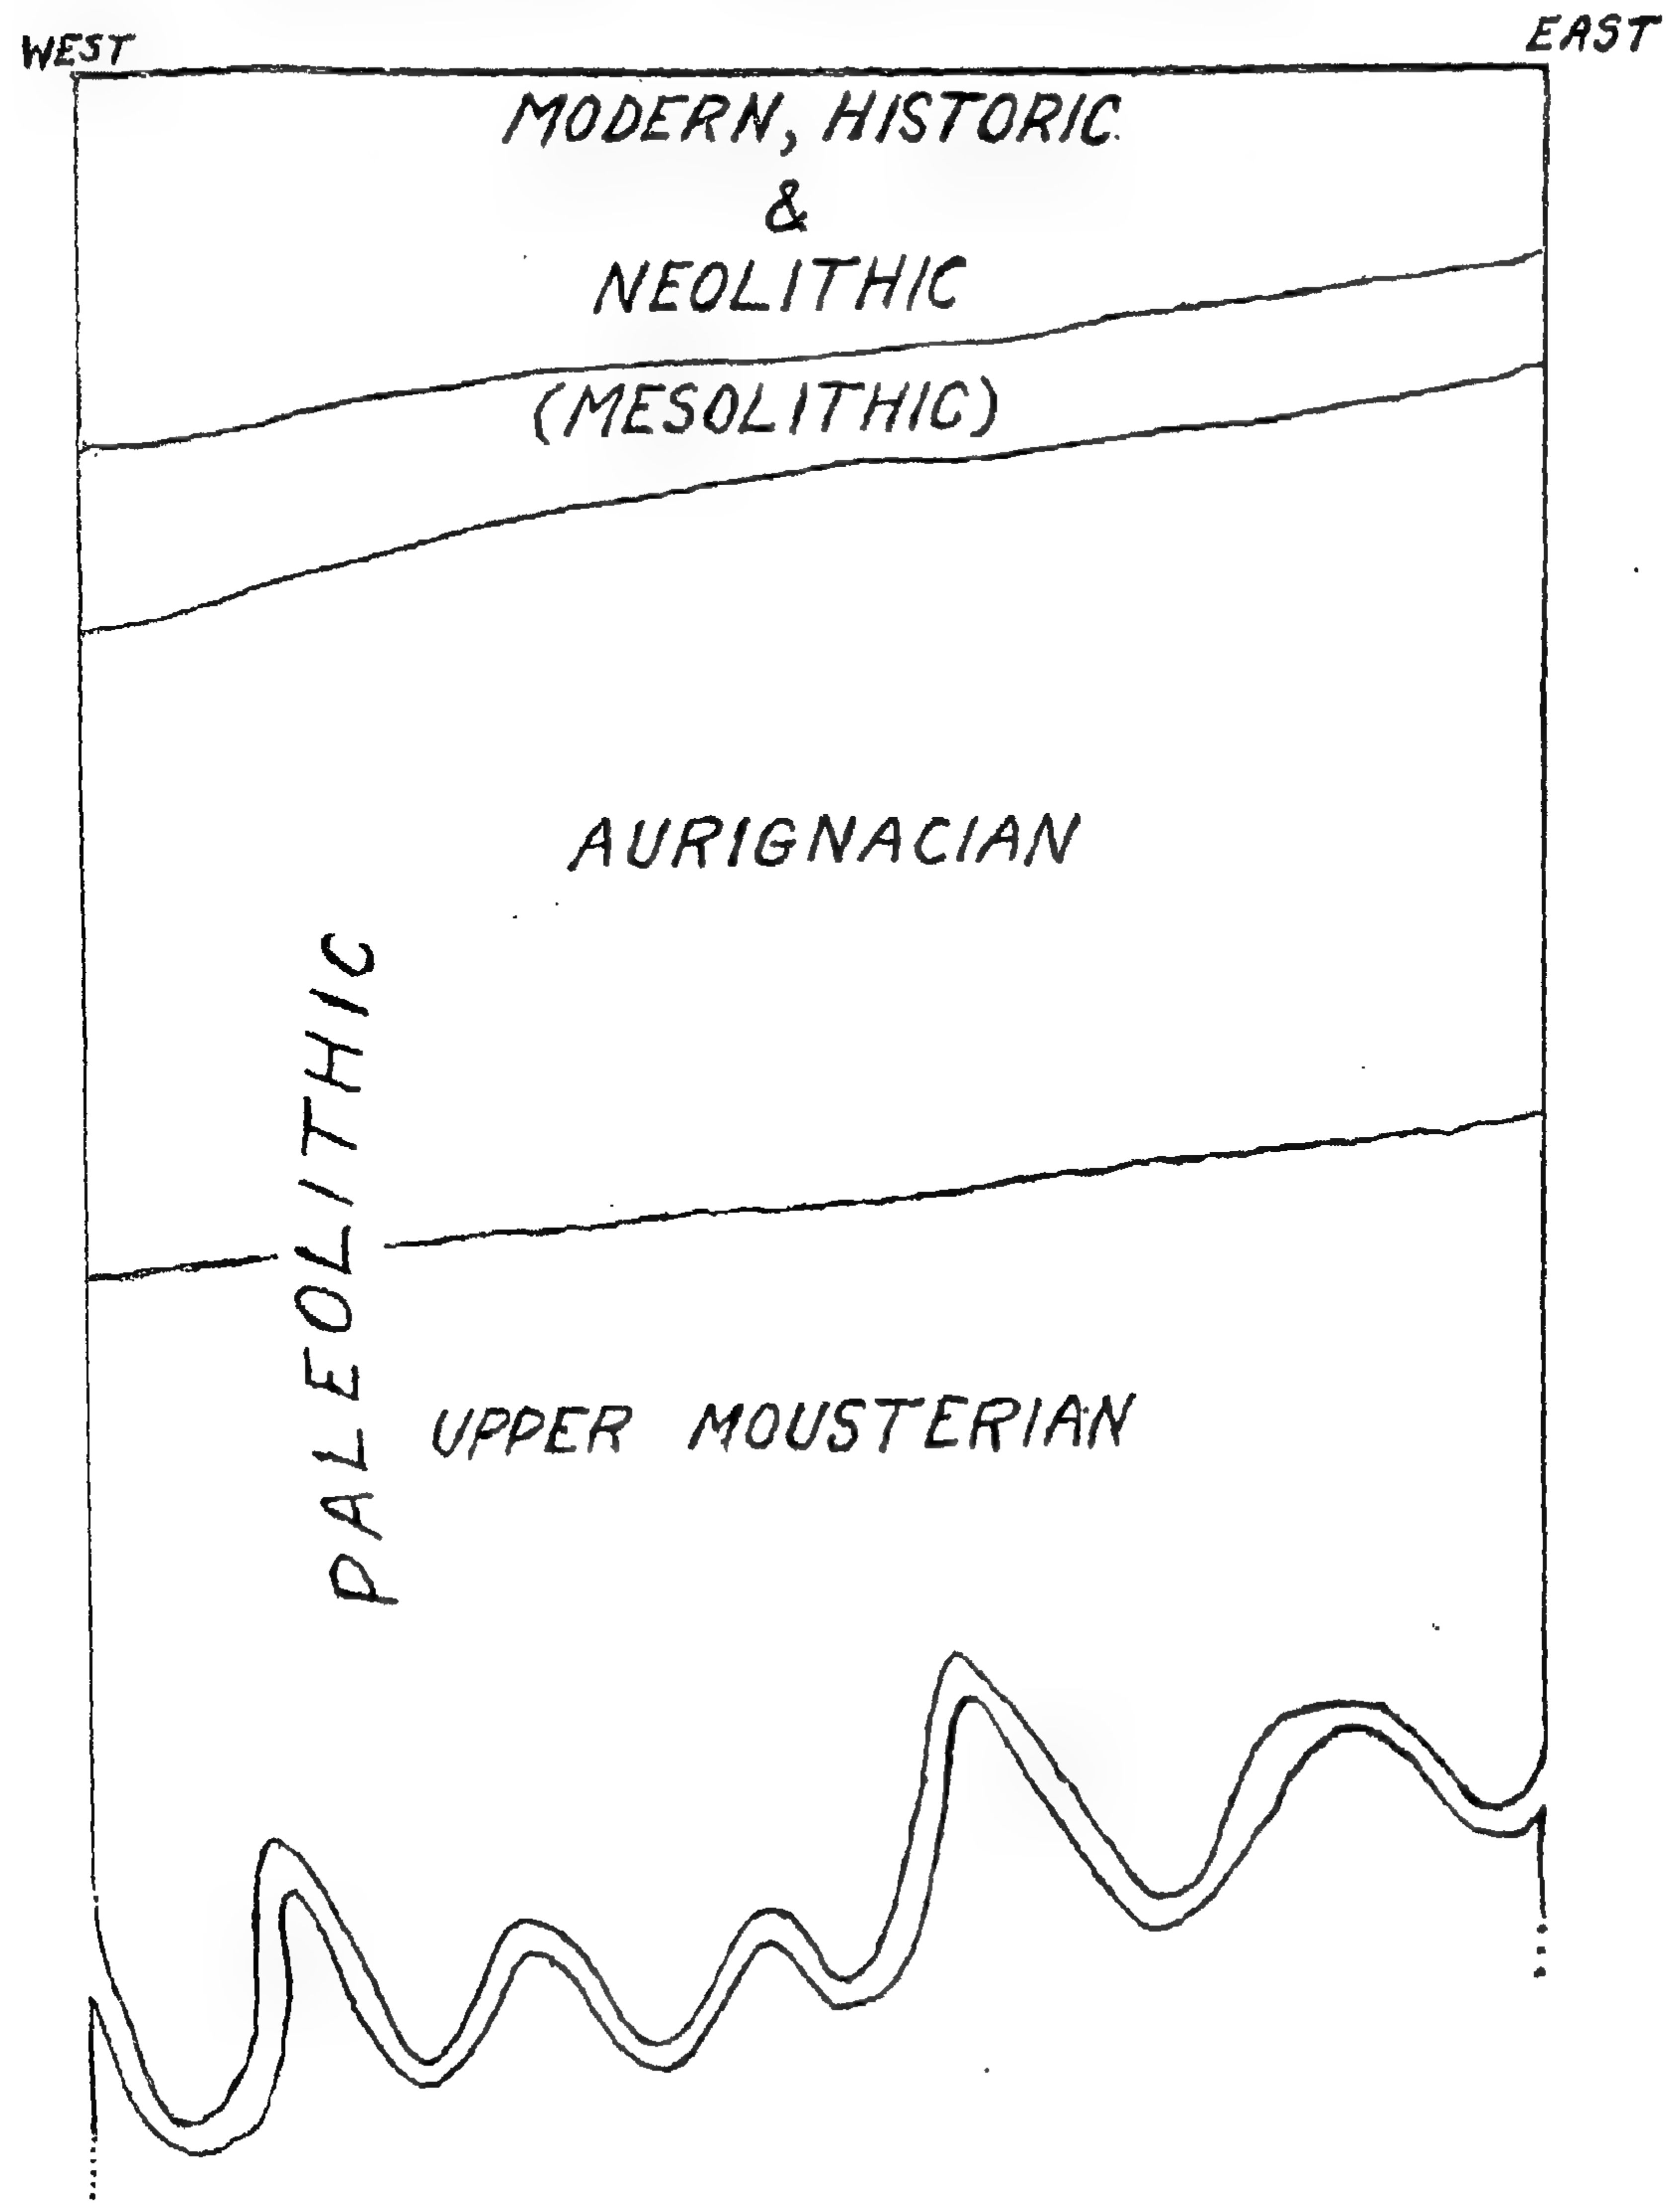 WEST
EAST
MODERN, HISTORIC
&
NEOLITHIC
(MESOLITHIC)
AURIGNACIAN
PALEOLITHIC
UPPER MOUSTERIAN